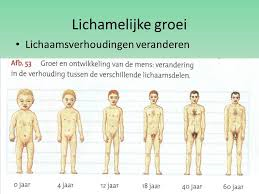 Lichamelijke groei
• Lichaamsverhoudingen veranderen
Afb. 53 Groei en ontwikkeling van de mens: verandering
in de verhouding tussen de verschillende lichaamsdelen.
0 jaar 4 jaar 12 jaar 18 jaar 40 jaar 60 jaar